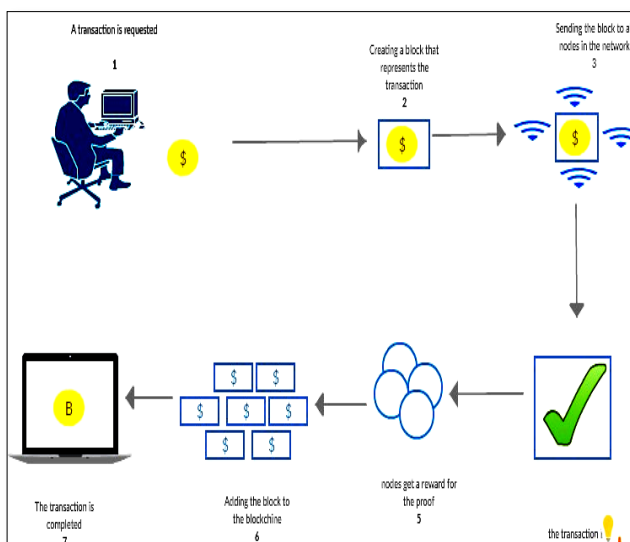 A transaction is requested
1
$
Creating a block that
represents the
transaction
2
$
Sending the block to a
nodes in the network
3
$
the transaction
nodes get a reward for
the proof
5
$ $
$ $ $
$ $
Adding the block to
the blockchine
6
B
The transaction is
completed
7